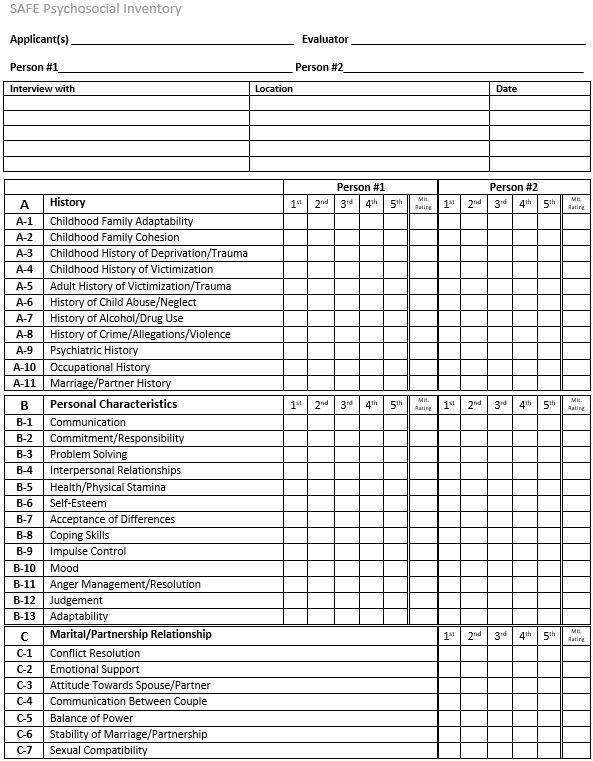 SAFE Psychosocial Inventory
Applicant(s) Evaluator
Person #1 Person #2
Interview with Location Date
Person #1 Person #2
A History 1st 2nd 3rd 4th 5th Mit. Rating 1st 2nd 3rd 4th 5th Mit. Rating
A-1 Childhood Family Adaptability
A-2 Childhood Family Cohesion
A-3 Childhood History of Deprivation/Trauma
A-4 Childhood History of Victimization
A-5 Adult History of Victimization/Trauma
A-6 History of Child Abuse/Neglect
A-7 History of Alcohol/Drug Use
A-8 History of Crime/Allegations/Violence
A-9 Psychiatric History
A-10 Occupational History
A-11 Marriage/Partner History
B Personal Characteristics 1st 2nd 3rd 4th 5th Mit. Rating 1st 2nd 3rd 4th 5th Mit. Rating
B-1 Communication
B-2 Commitment/Responsibility
B-3 Problem Solving
B-4 Interpersonal Relationships
B-5 Health/Physical Stamina
B-6 Self-Esteem
B-7 Acceptance of Differences
B-8 Coping Skills
B-9 Impulse Control
B-10 Mood
B-11 Anger Management/Resolution
B-12 Judgement
B-13 Adaptability
C Marital/Partnership Relationship 1st 2nd 3rd 4th 5th Mit. Rating
C-1 Conflict Resolution
C-2 Emotional Support
C-3 Attitude Towards Spouse/Partner
C-4 Communication Between Couple
C-5 Balance of Power
C-6 Stability of Marriage/Partnership
C-7 Sexual Compatibility